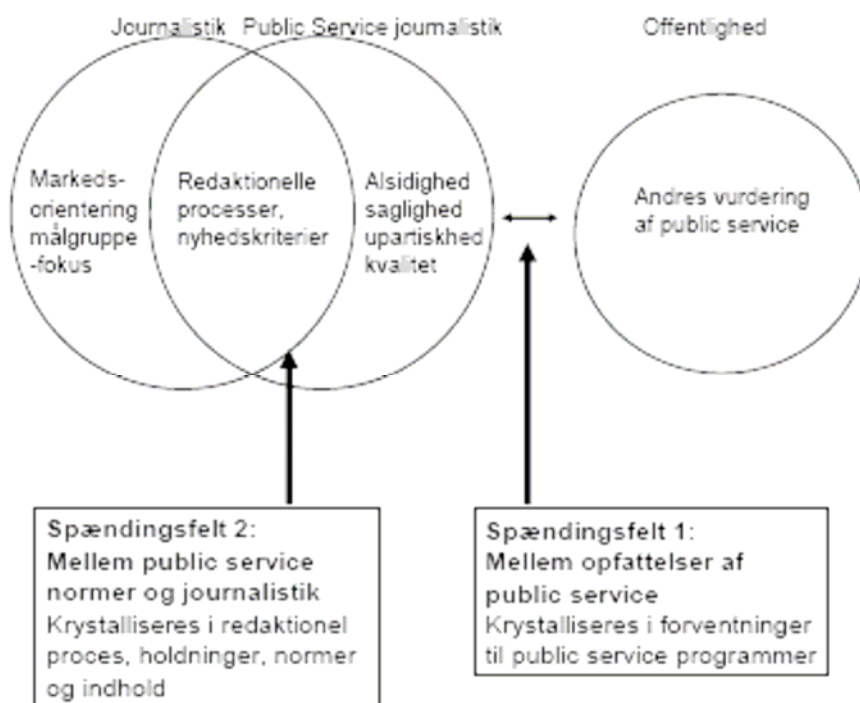 Journalistik Public Service journalistik Offentlighed
Markeds-
orientering
målgruppe
-fokus
Redaktionelle
processer,
nyhedskriterier
Alsidighed
saglighed
upartiskhed
kvalitet
Andres vurdering
af public service
Spændingsfelt 2:
Mellem public service
normer og journalistik
Krystalliseres i redaktionel
proces, holdninger, normer
og indhold
Spændingsfelt 1:
Mellem opfattelser af
public service
Krystalliseres i forventninger
til public service programmer